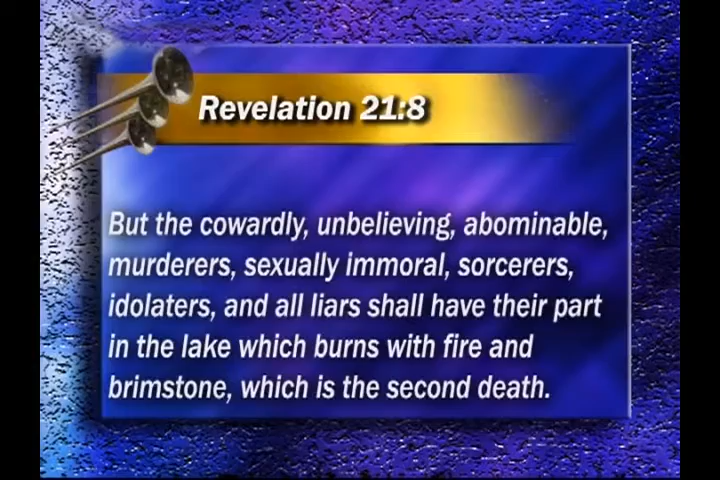 Revelation 21:8
But the cowardly, unbelieving, abominable,
murderers, sexually immoral, sorcerers,
idolaters, and all liars shall have their part
in the lake which burns with fire and
brimstone, which is the second death.